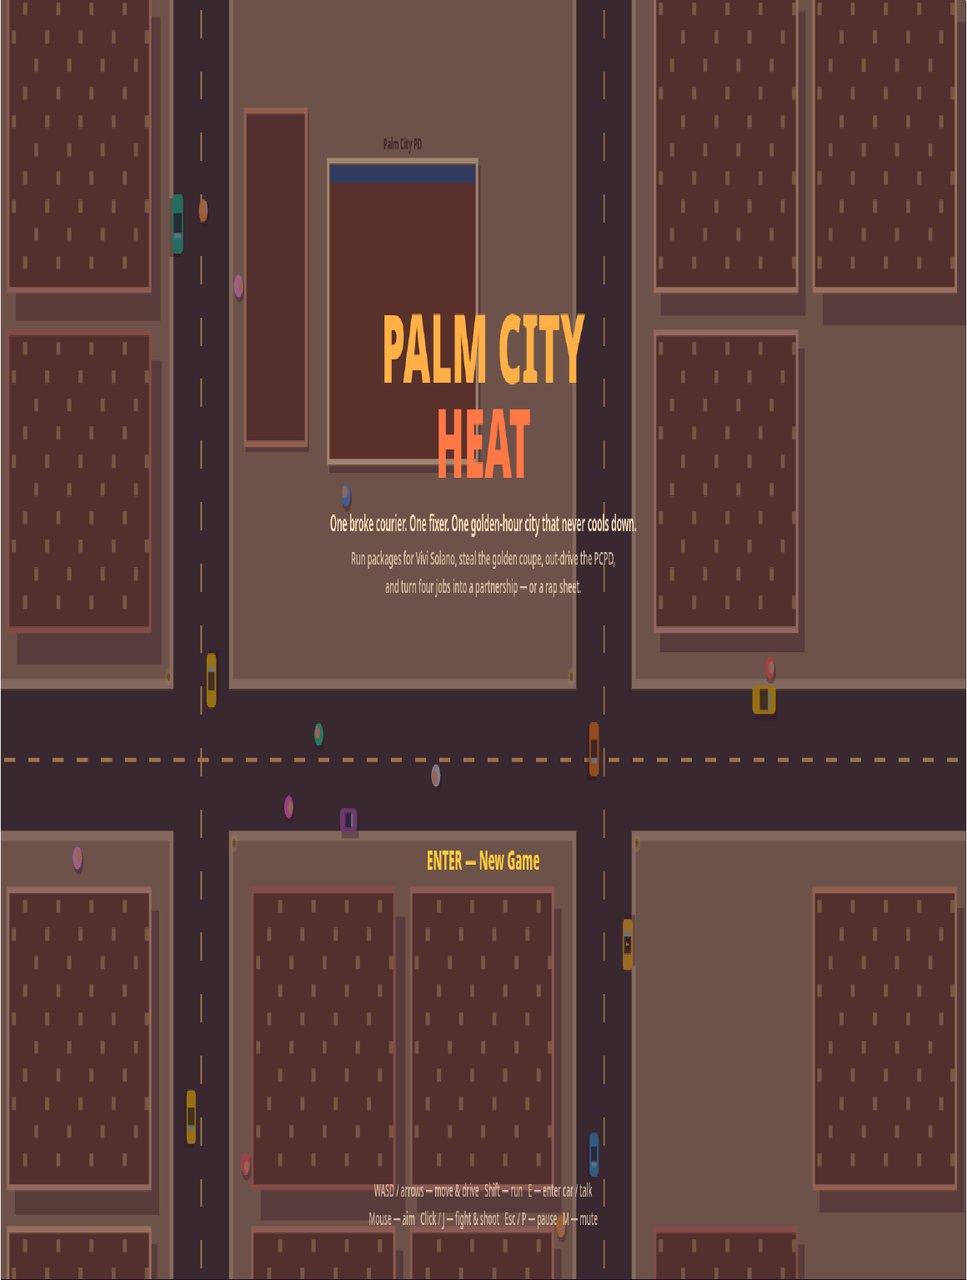 Palm City PD
PALM CITY
HEAT
One broke courier. One fixer. One golden-hour city that never cools down.
Run packages for Vivi Solano, steal the golden coupe, out-drive the PCPD,
and turn four jobs into a partnership — or a rap sheet.
ENTER — New Game
WASD / arrows — move & drive   Shift — run   E — enter car / talk
Mouse — aim   Click / J — fight & shoot   Esc / P — pause   M — mute